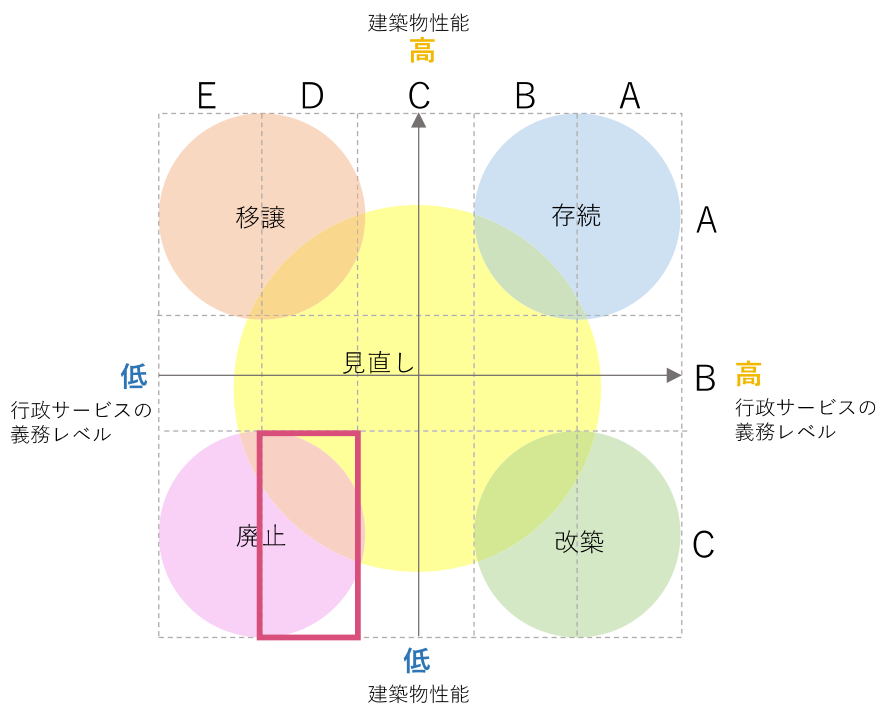 建築物性能
高
E D C B A
移譲
存続
A
見直し
低
B
高
行政サービスの
義務レベル
行政サービスの
義務レベル
廃止
改築
C
低
建築物性能